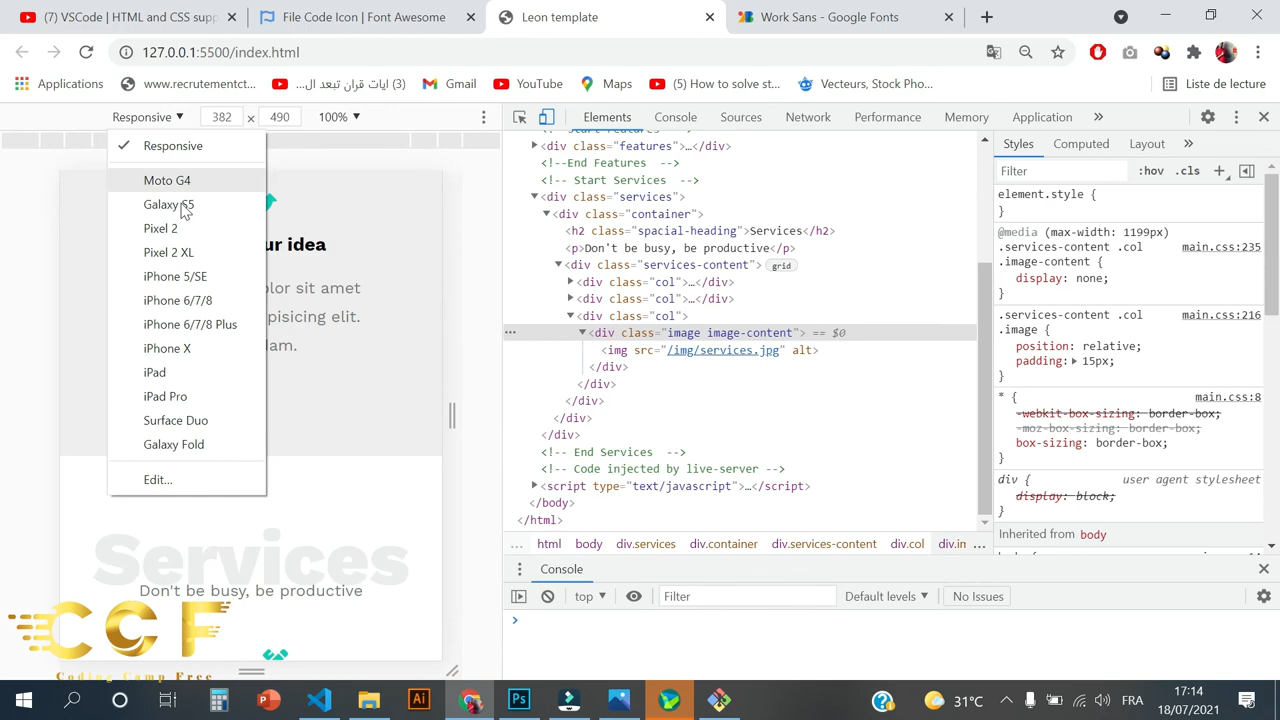 (7) VSCode | HTML and CSS supp
File Code Icon | Font Awesome
Leon template
Work Sans - Google Fonts
127.0.0.1:5500/index.html
Applications
www.recrutementct...
(3) ايات قران تبعد ال...
Gmail
YouTube
Maps
(5) How to solve st...
Vecteurs, Stock Pho...
Liste de lecture
Responsive
382 × 490
100%
Elements
Console
Sources
Network
Performance
Memory
Application
»
Responsive
Moto G4
Galaxy S5
Pixel 2
Pixel 2 XL
iPhone 5/SE
iPhone 6/7/8
iPhone 6/7/8 Plus
iPhone X
iPad
iPad Pro
Surface Duo
Galaxy Fold
Edit...
ur idea
olor sit amet
ipisicing elit.
dam.
Services
Don't be busy, be productive
CCF
Coding Camp Free
<!-- Start Features -->
<div class="features">…</div>
<!--End Features -->
<!-- Start Services -->
<div class="services">
<div class="container">
<h2 class="spacial-heading">Services</h2>
<p>Don't be busy, be productive</p>
<div class="services-content"> grid
<div class="col">…</div>
<div class="col">…</div>
<div class="col">
<div class="image image-content"> == $0
<img src="/img/services.jpg" alt>
</div>
</div>
</div>
</div>
</div>
<!-- End Services -->
<!-- Code injected by live-server -->
<script type="text/javascript">…</script>
</body>
</html>
... html body div.services div.container div.services-content div.col div.im ...
Styles
Computed
Layout
»
Filter
:hov .cls +
element.style {
}
@media (max-width: 1199px)
.services-content .col main.css:235
.image-content {
display: none;
}
.services-content .col main.css:216
.image {
position: relative;
padding: 15px;
}
* { main.css:8
-webkit-box-sizing: border-box;
-moz-box-sizing: border-box;
box-sizing: border-box;
}
div { user agent stylesheet
display: block;
}
Inherited from body
Console
top
Filter
Default levels
No Issues
31°C
FRA
17:14
18/07/2021